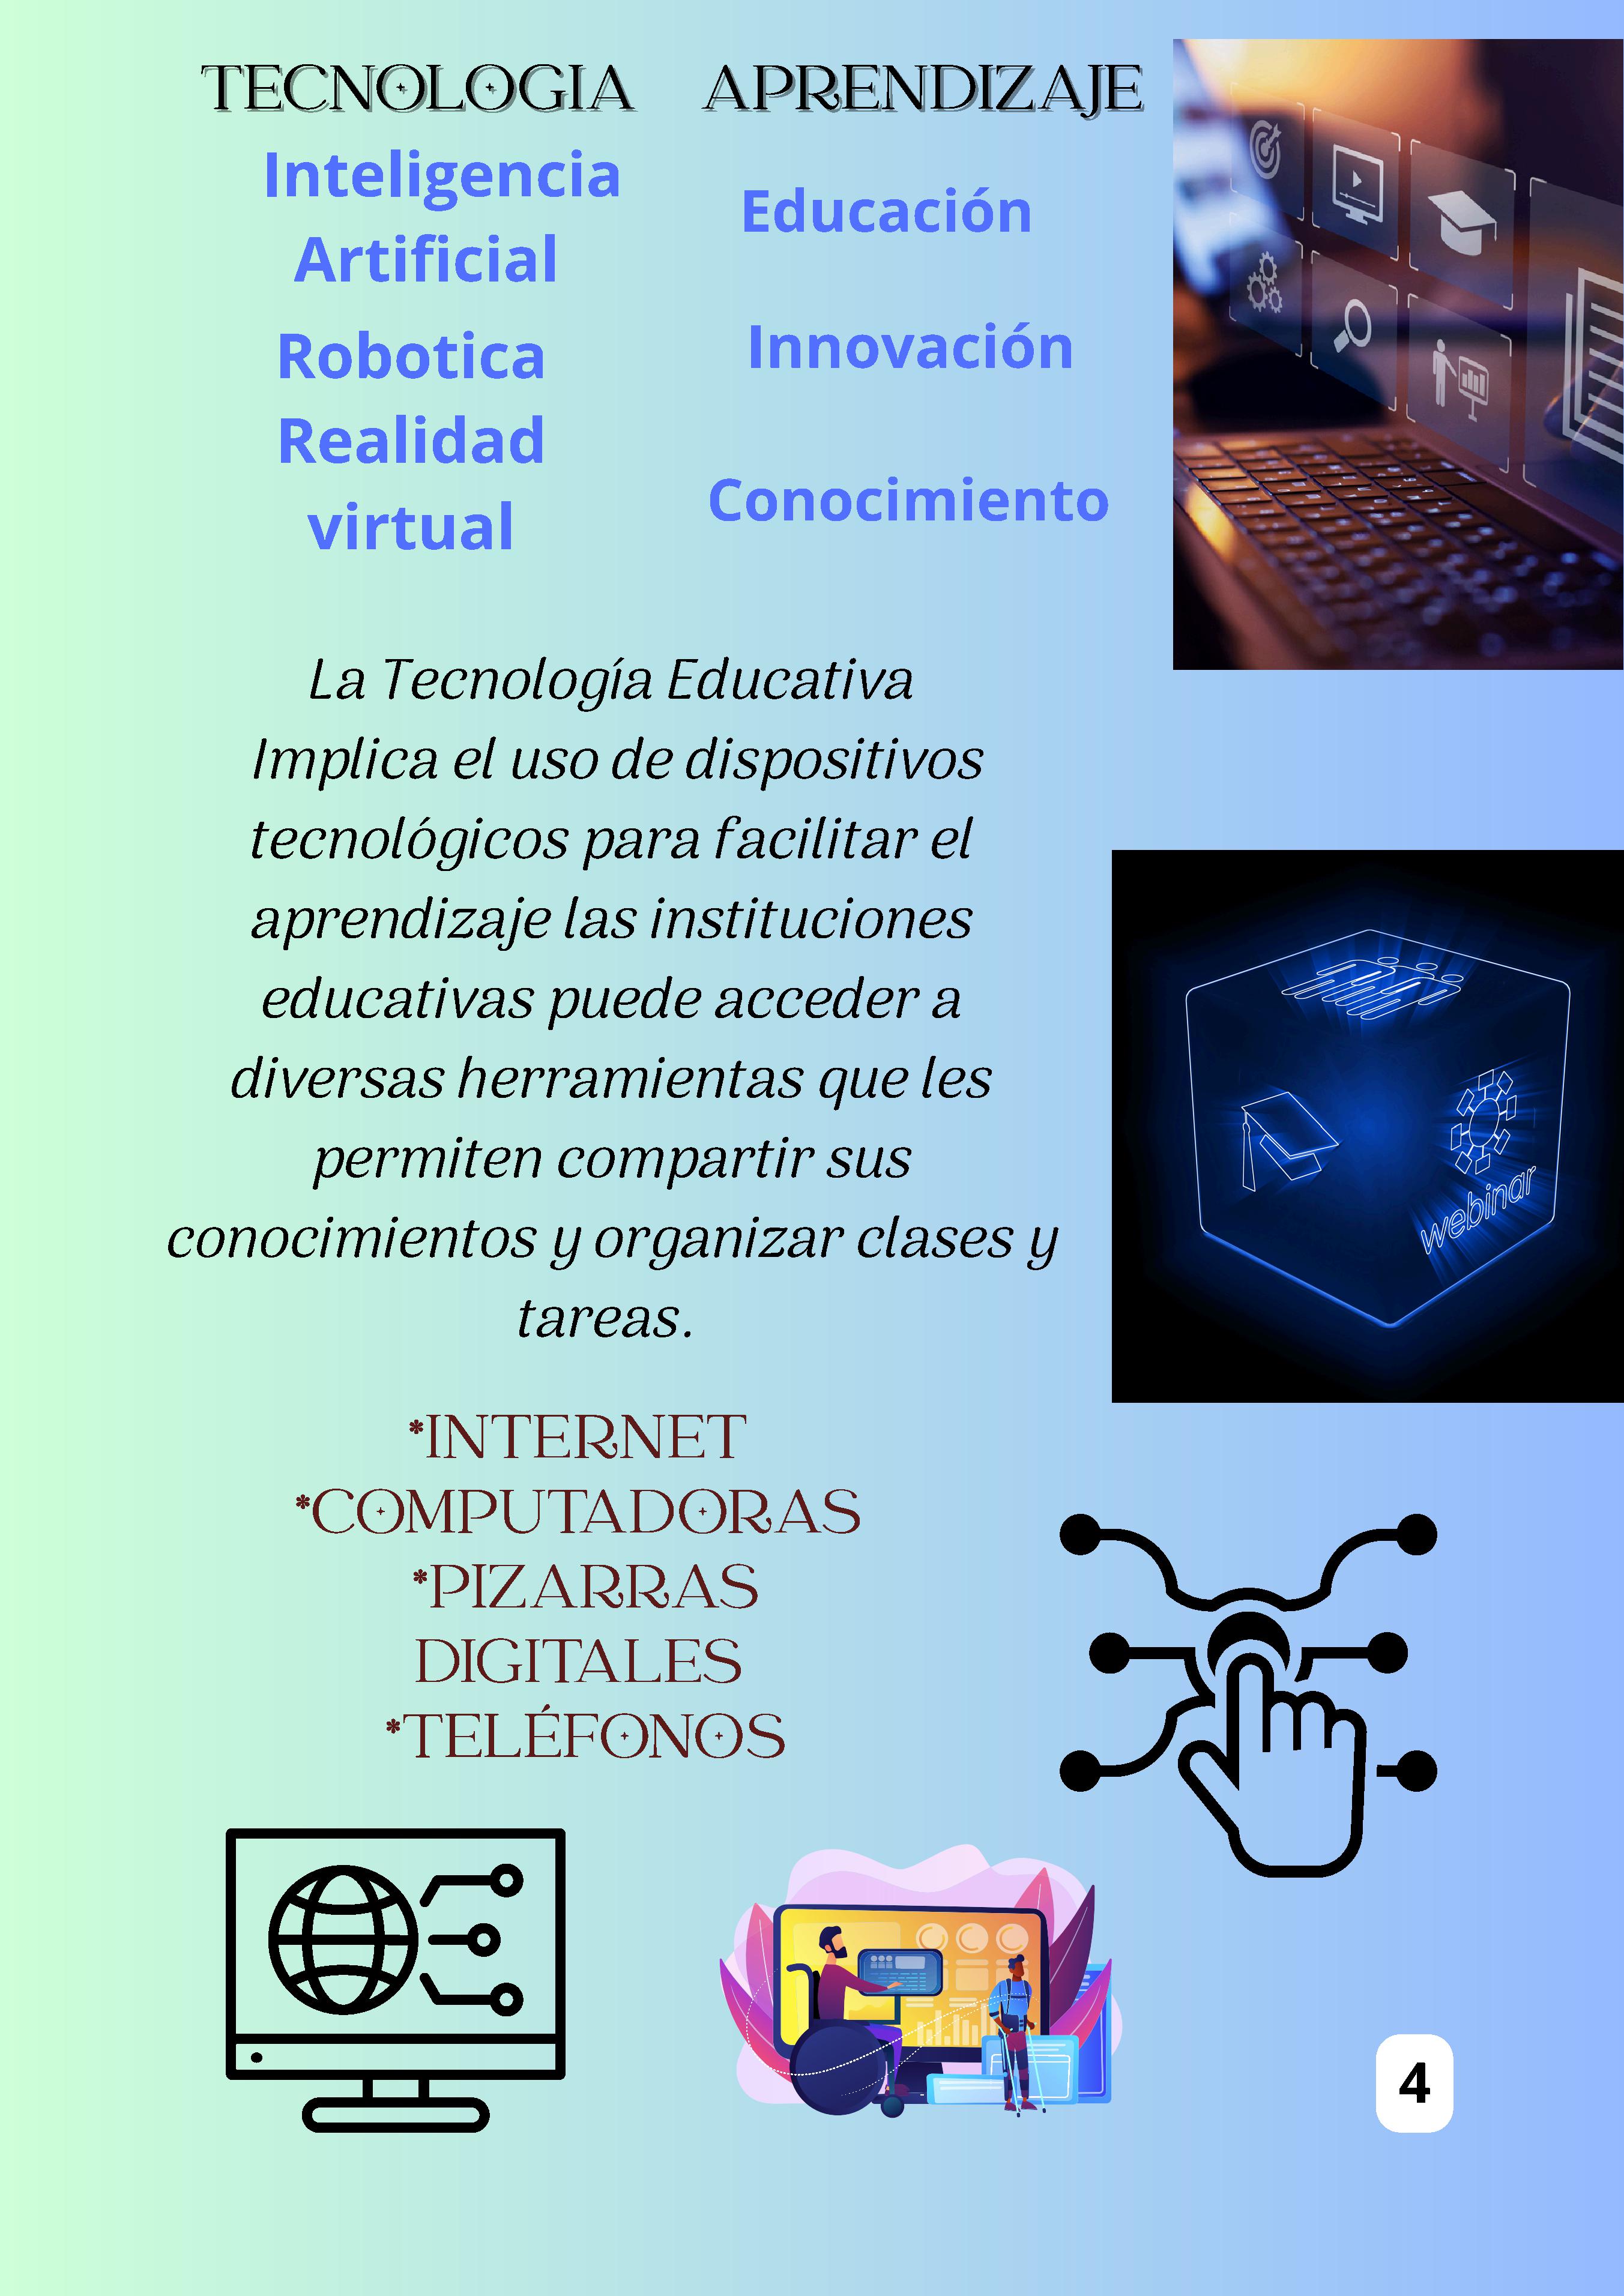 TECNOLOGIA
Inteligencia
Artificial
Robotica
Realidad
virtual
APRENDIZAJE
Educación
Innovación
Conocimiento
La Tecnología Educativa
Implica el uso de dispositivos
tecnológicos para facilitar el
aprendizaje las instituciones
educativas puede acceder a
diversas herramientas que les
permiten compartir sus
conocimientos y organizar clases y
tareas.
webinar
*INTERNET
*COMPUTADORAS
*PIZARRAS
DIGITALES
*TELÉFONOS
4